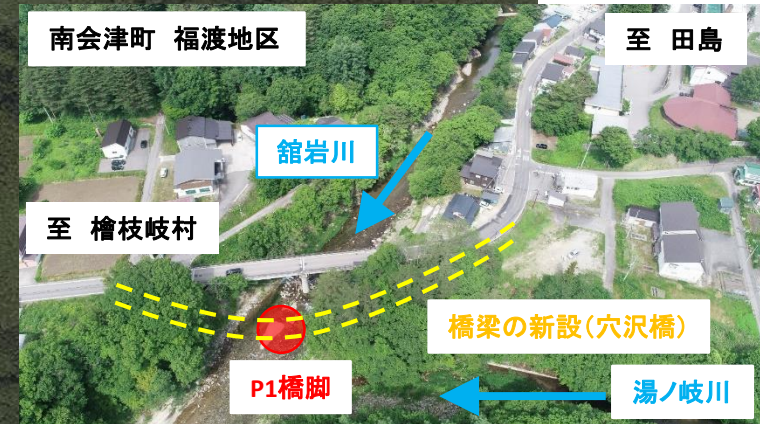 南会津町 福渡地区
至 田島
舘岩川
至 檜枝岐村
橋梁の新設(穴沢橋)
P1橋脚
湯ノ岐川